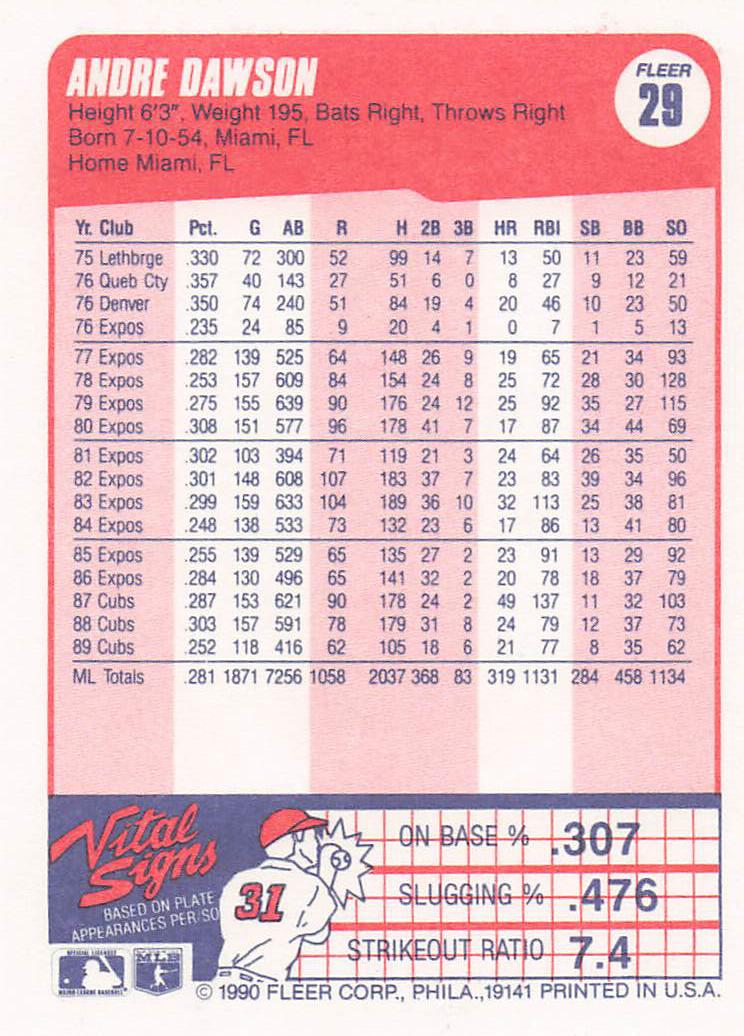 ANDRE DAWSON
FLEER
29
Height 6'3", Weight 195, Bats Right, Throws Right
Born 7-10-54, Miami, FL
Home Miami, FL
Yr. Club Pct. G AB R H 2B 3B HR RBI SB BB SO
75 Lethbrge .330 72 300 52 99 14 7 13 50 11 23 59
76 Queb Cty .357 40 143 27 51 6 0 8 27 9 12 21
76 Denver .350 74 240 51 84 19 4 20 46 10 23 50
76 Expos .235 24 85 9 20 4 1 0 7 1 5 13
77 Expos .282 139 525 64 148 26 9 19 65 21 34 93
78 Expos .253 157 609 84 154 24 8 25 72 28 30 128
79 Expos .275 155 639 90 176 24 12 25 92 35 27 115
80 Expos .308 151 577 96 178 41 7 17 87 34 44 69
81 Expos .302 103 394 71 119 21 3 24 64 26 35 50
82 Expos .301 148 608 107 183 37 7 23 83 39 34 96
83 Expos .299 159 633 104 189 36 10 32 113 25 38 81
84 Expos .248 138 533 73 132 23 6 17 86 13 41 80
85 Expos .255 139 529 65 135 27 2 23 91 13 29 92
86 Expos .284 130 496 65 141 32 2 20 78 18 37 79
87 Cubs .287 153 621 90 178 24 2 49 137 11 32 103
88 Cubs .303 157 591 78 179 31 8 24 79 12 37 73
89 Cubs .252 118 416 62 105 18 6 21 77 8 35 62
ML Totals .281 1871 7256 1058 2037 368 83 319 1131 284 458 1134
Vital
Signs
BASED ON PLATE
APPEARANCES PER/SO
31
ON BASE % .307
SLUGGING % .476
STRIKEOUT RATIO 7.4
MLB
MAJOR LEAGUE BASEBALL
© 1990 FLEER CORP., PHILA.,19141 PRINTED IN U.S.A.